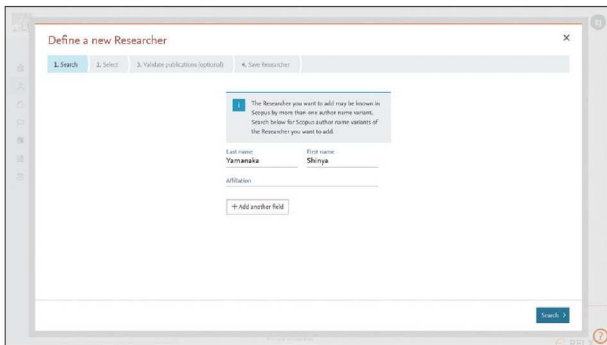 Define a new Researcher
×
1. Search 2. Select 3. Validate publications (optional) 4. Save Researcher
i
The Researcher you want to add may be known in
Scopus by more than one author name variant.
Search below for Scopus author name variants of
the Researcher you want to add.
Last name First name
Yamanaka Shinya
Affiliation
+ Add another field
Search >
?